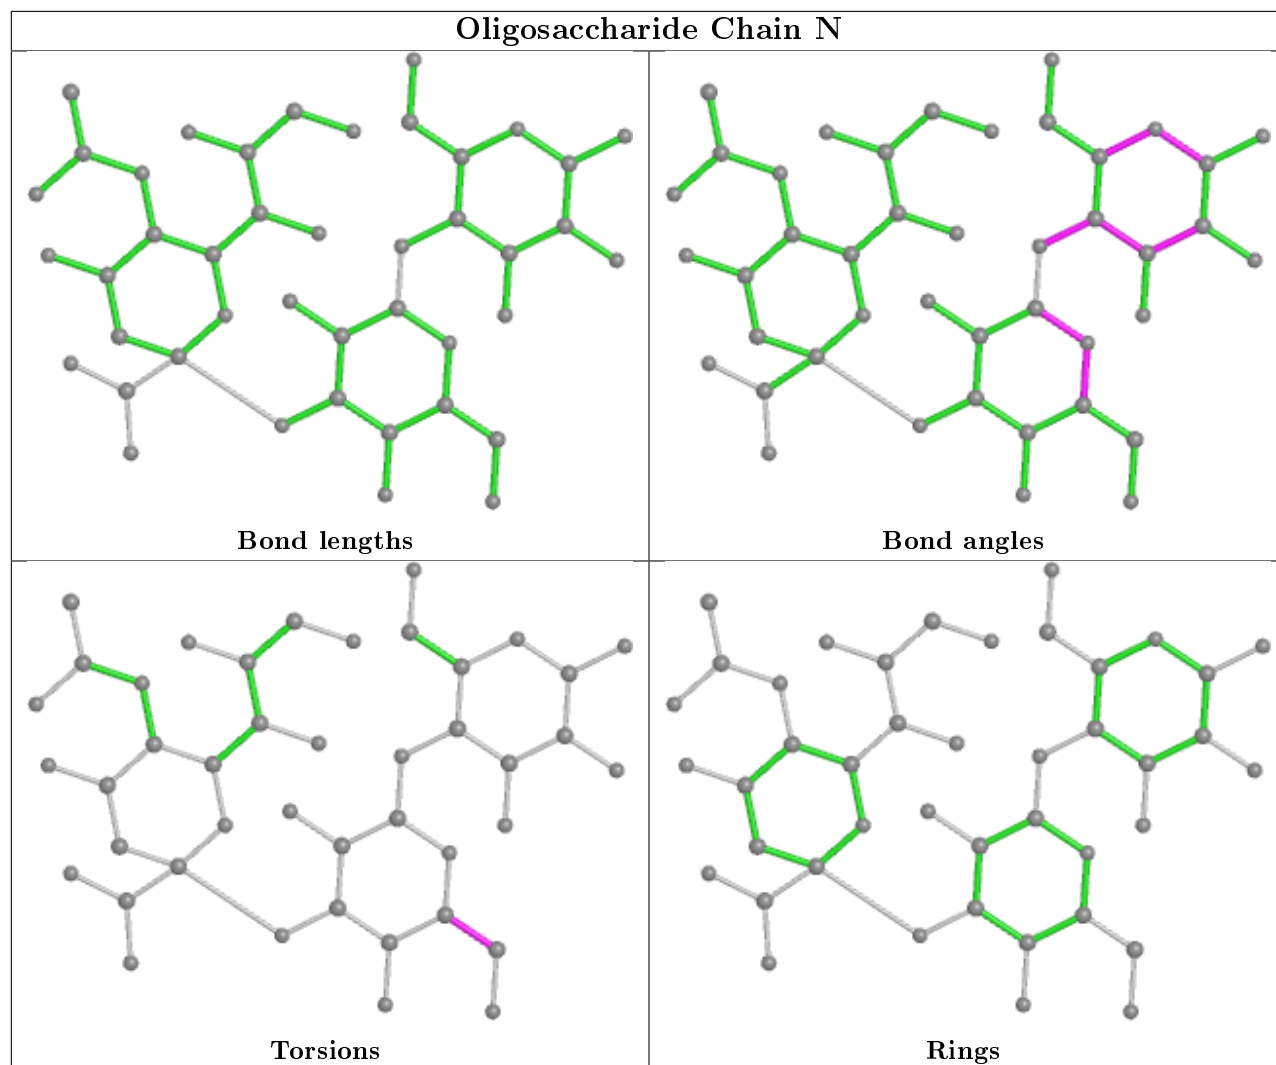 Oligosaccharide Chain N
Bond lengths
Bond angles
Torsions
Rings